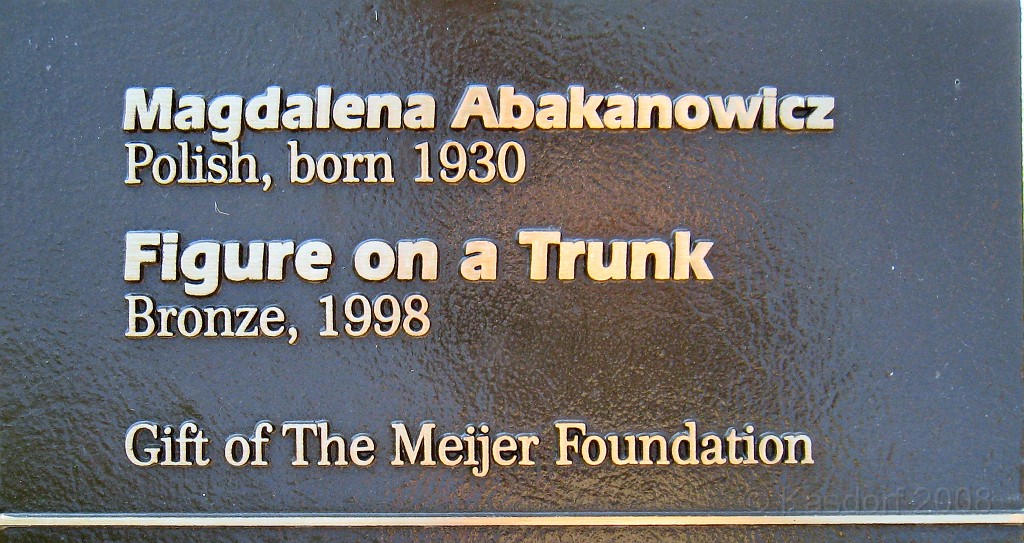 Magdalena Abakanowicz
Polish, born 1930
Figure on a Trunk
Bronze, 1998
Gift of The Meijer Foundation
© Kasdorf 2008